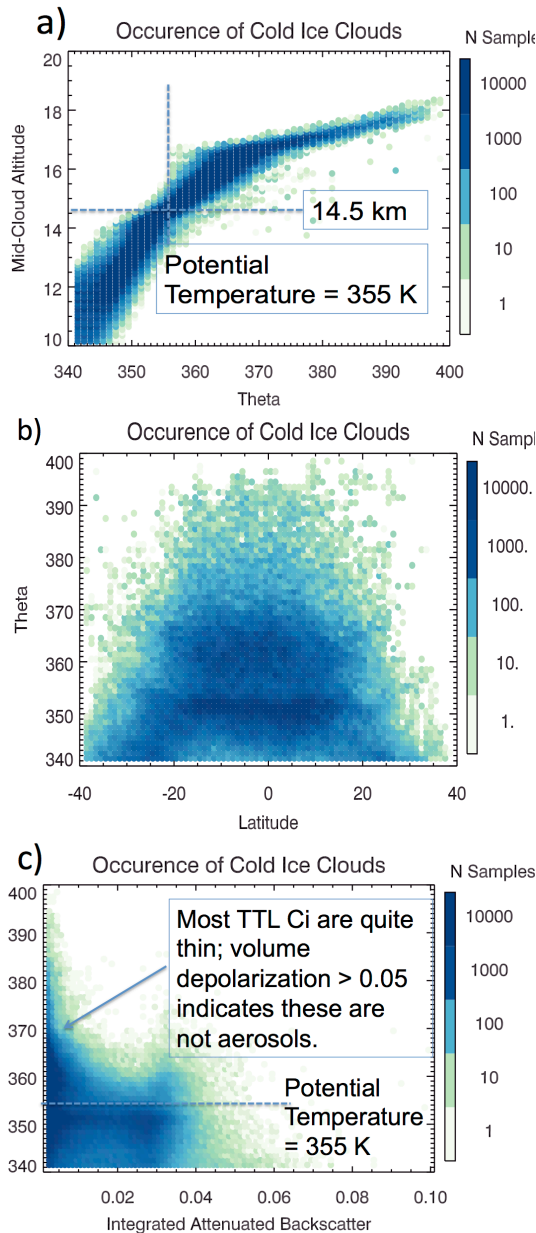 a)
Occurence of Cold Ice Clouds
N Samples
20
18
16
14
12
10
Mid-Cloud Altitude
14.5 km
Potential
Temperature = 355 K
10000
1000
100
10
1
340
350
360
370
380
390
400
Theta
b)
Occurence of Cold Ice Clouds
N Sampl
400
390
380
370
360
350
340
Theta
10000.
1000.
100.
10.
1.
-40
-20
0
20
40
Latitude
c)
Occurence of Cold Ice Clouds
N Samples
400
390
380
370
360
350
340
Most TTL Ci are quite
thin; volume
depolarization > 0.05
indicates these are
not aerosols.
Potential
Temperature
= 355 K
10000
1000
100
10
1
0.02
0.04
0.06
0.08
0.10
Integrated Attenuated Backscatter